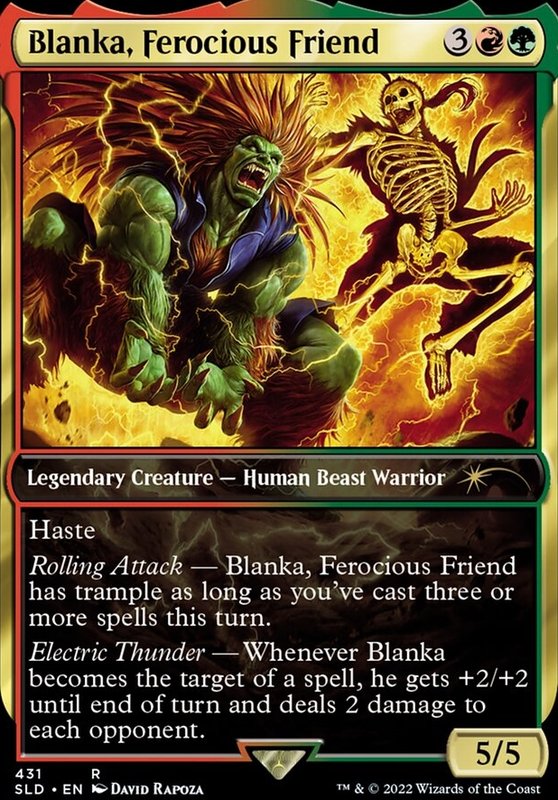 Blanka, Ferocious Friend 3
Legendary Creature — Human Beast Warrior
Haste
Rolling Attack — Blanka, Ferocious Friend
has trample as long as you've cast three or
more spells this turn.
Electric Thunder — Whenever Blanka
becomes the target of a spell, he gets +2/+2
until end of turn and deals 2 damage to
each opponent.
5/5
431 R
SLD • EN David Rapoza
™ & © 2022 Wizards of the Coast